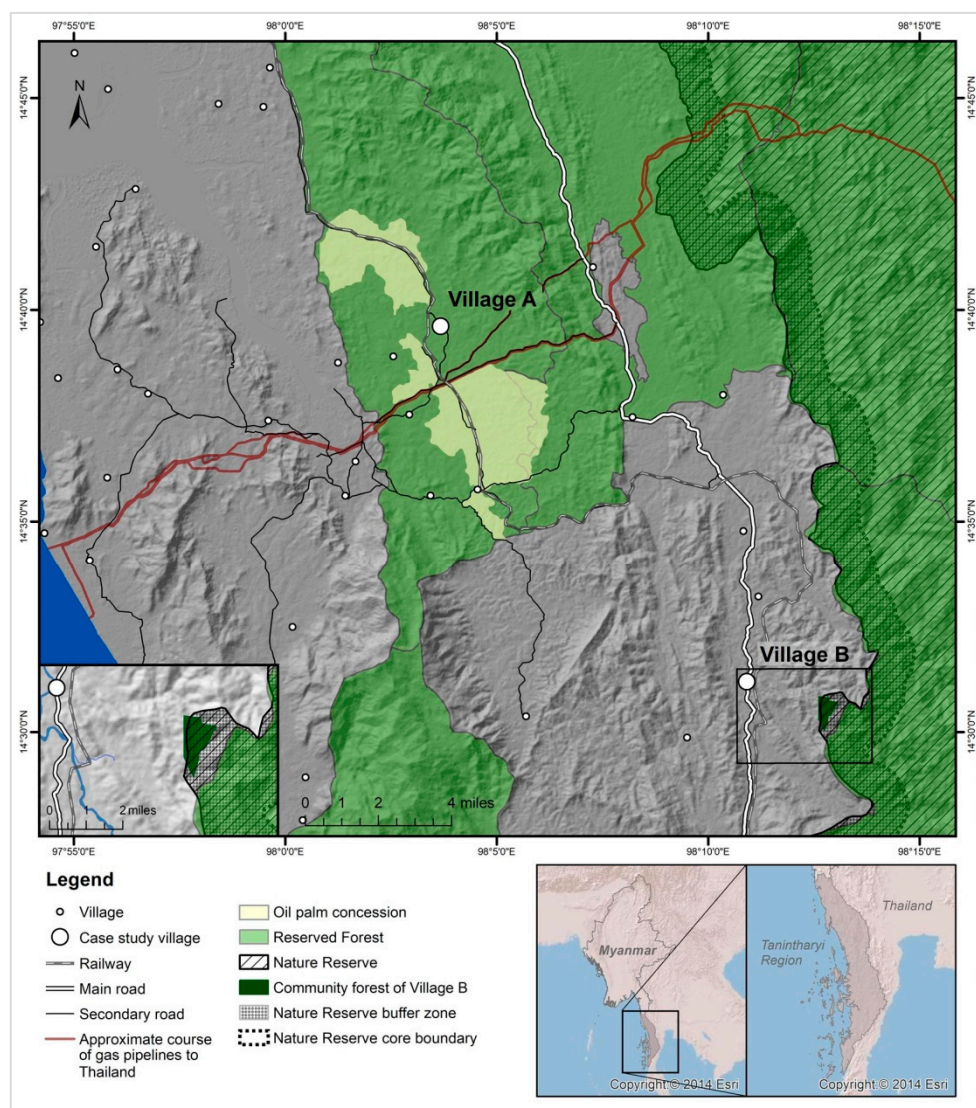 97°55'0"E 98°0'0"E 98°5'0"E 98°10'0"E 98°15'0"E
14°45'0"N 14°45'0"N
N
14°40'0"N 14°40'0"N
Village A
14°35'0"N 14°35'0"N
Village B
14°30'0"N 14°30'0"N
0 1 2 miles
0 2 4 miles
97°55'0"E 98°0'0"E 98°5'0"E 98°10'0"E 98°15'0"E
Legend
Village
Case study village
Railway
Main road
Secondary road
Approximate course
of gas pipelines to
Thailand
Oil palm concession
Reserved Forest
Nature Reserve
Community forest of Village B
Nature Reserve buffer zone
Nature Reserve core boundary
Myanmar
Copyright:© 2014 Esri
Thailand
Tanintharyi
Region
Copyright:© 2014 Esri